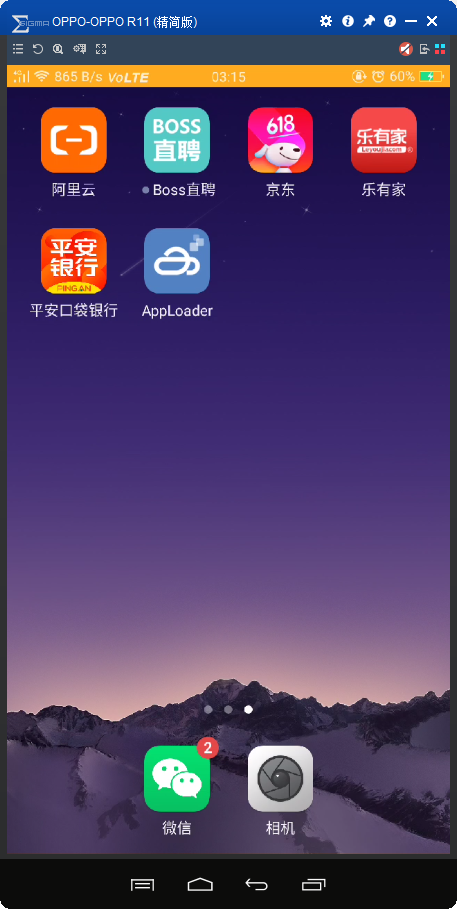 SIGMA OPPO-OPPO R11 (精简版)
865 B/s VoLTE 03:15 60%
BOSS
直聘
618
乐有家
Leyoujia.com®
阿里云 Boss直聘 京东 乐有家
平安
银行
PING AN
平安口袋银行 AppLoader
2
微信 相机